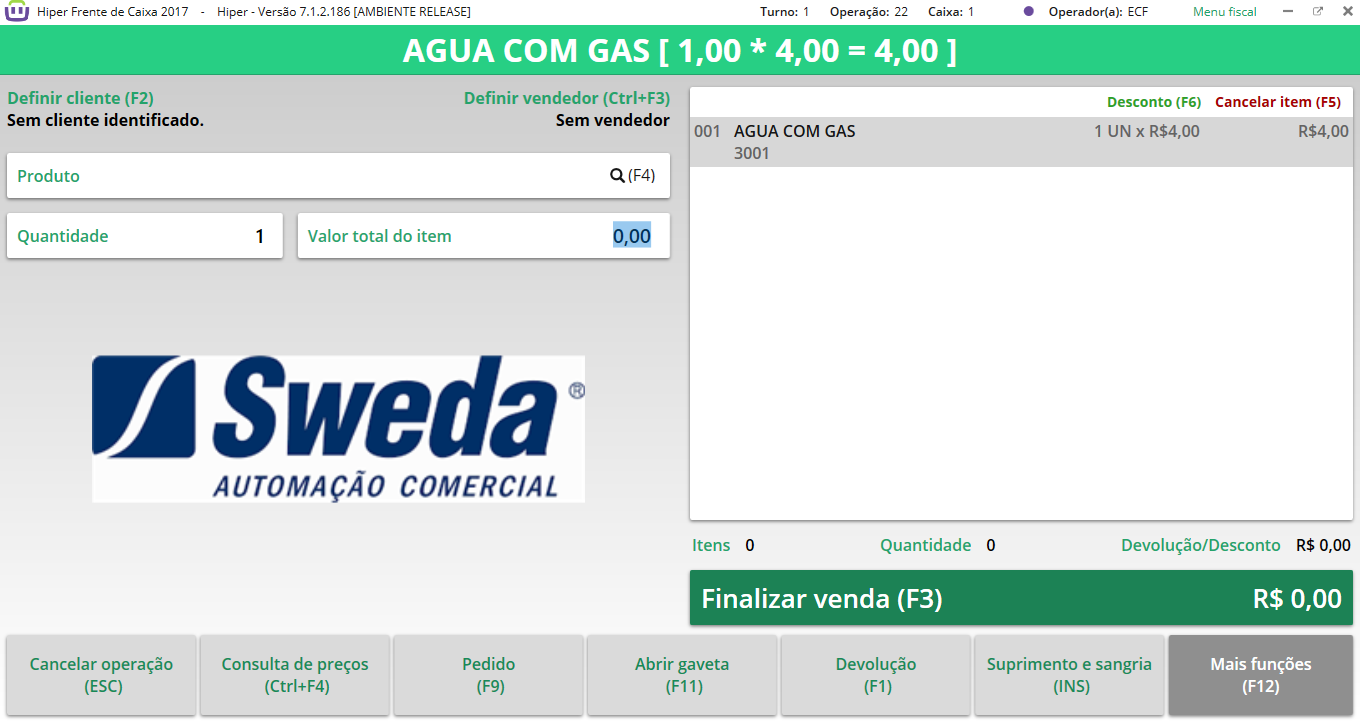 Hiper Frente de Caixa 2017 - Hiper - Versão 7.1.2.186 [AMBIENTE RELEASE] Turno: 1 Operação: 22 Caixa: 1 Operador(a): ECF Menu fiscal
AGUA COM GAS [ 1,00 * 4,00 = 4,00 ]
Definir cliente (F2) Definir vendedor (Ctrl+F3)
Sem cliente identificado. Sem vendedor
Produto (F4)
Quantidade 1 Valor total do item 0,00
Sweda ®
AUTOMAÇÃO COMERCIAL
Desconto (F6) Cancelar item (F5)
001 AGUA COM GAS 1 UN x R$4,00 R$4,00
3001
Itens 0 Quantidade 0 Devolução/Desconto R$ 0,00
Finalizar venda (F3) R$ 0,00
Cancelar operação (ESC)
Consulta de preços (Ctrl+F4)
Pedido (F9)
Abrir gaveta (F11)
Devolução (F1)
Suprimento e sangria (INS)
Mais funções (F12)